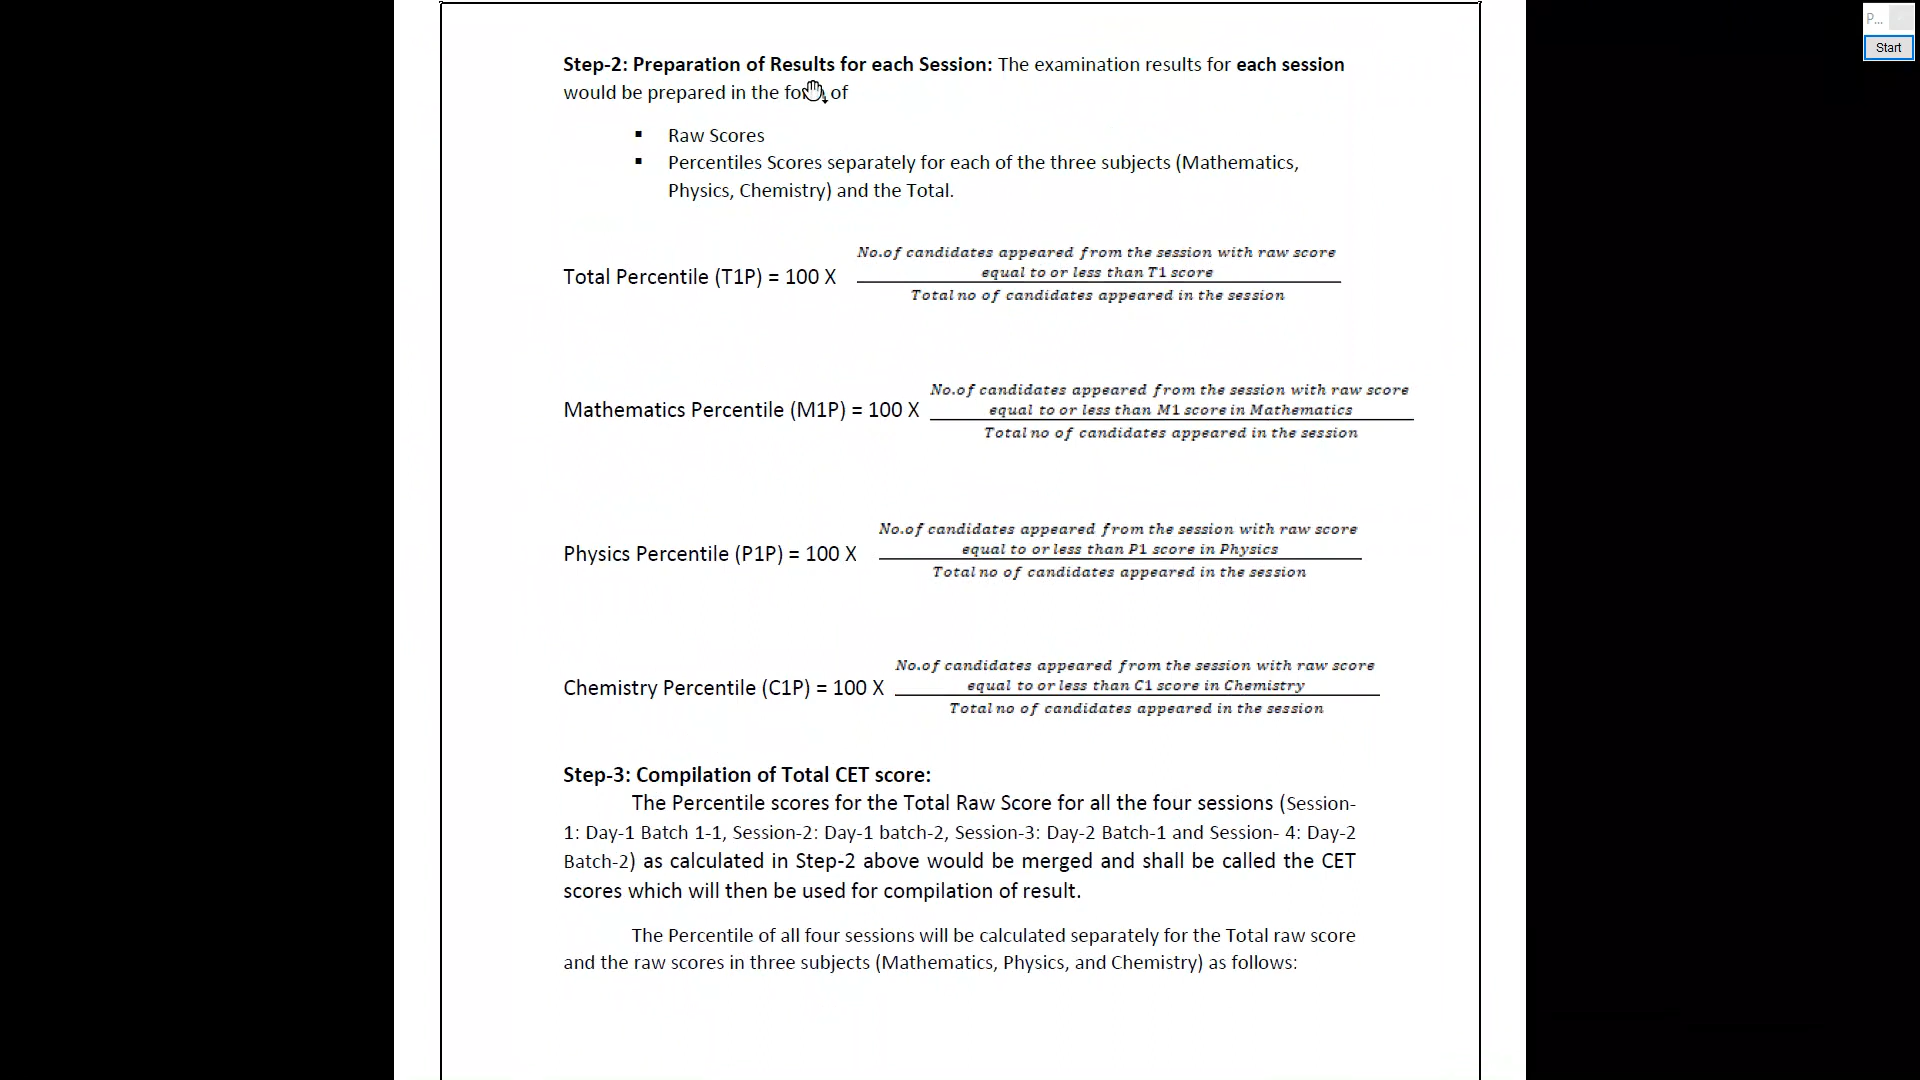 Step-2: Preparation of Results for each Session: The examination results for each session
would be prepared in the of
▪ Raw Scores
▪ Percentiles Scores separately for each of the three subjects (Mathematics,
Physics, Chemistry) and the Total.
No.of candidates appeared from the session with raw score
equal to or less than T1 score
Total Percentile (T1P) = 100 X
Total no of candidates appeared in the session
No.of candidates appeared from the session with raw score
equal to or less than M1 score in Mathematics
Mathematics Percentile (M1P) = 100 X
Total no of candidates appeared in the session
No.of candidates appeared from the session with raw score
equal to or less than P1 score in Physics
Physics Percentile (P1P) = 100 X
Total no of candidates appeared in the session
No.of candidates appeared from the session with raw score
equal to or less than C1 score in Chemistry
Chemistry Percentile (C1P) = 100 X
Total no of candidates appeared in the session
Step-3: Compilation of Total CET score:
The Percentile scores for the Total Raw Score for all the four sessions (Session-
1: Day-1 Batch 1-1, Session-2: Day-1 batch-2, Session-3: Day-2 Batch-1 and Session- 4: Day-2
Batch-2) as calculated in Step-2 above would be merged and shall be called the CET
scores which will then be used for compilation of result.
The Percentile of all four sessions will be calculated separately for the Total raw score
and the raw scores in three subjects (Mathematics, Physics, and Chemistry) as follows:
P...
Start